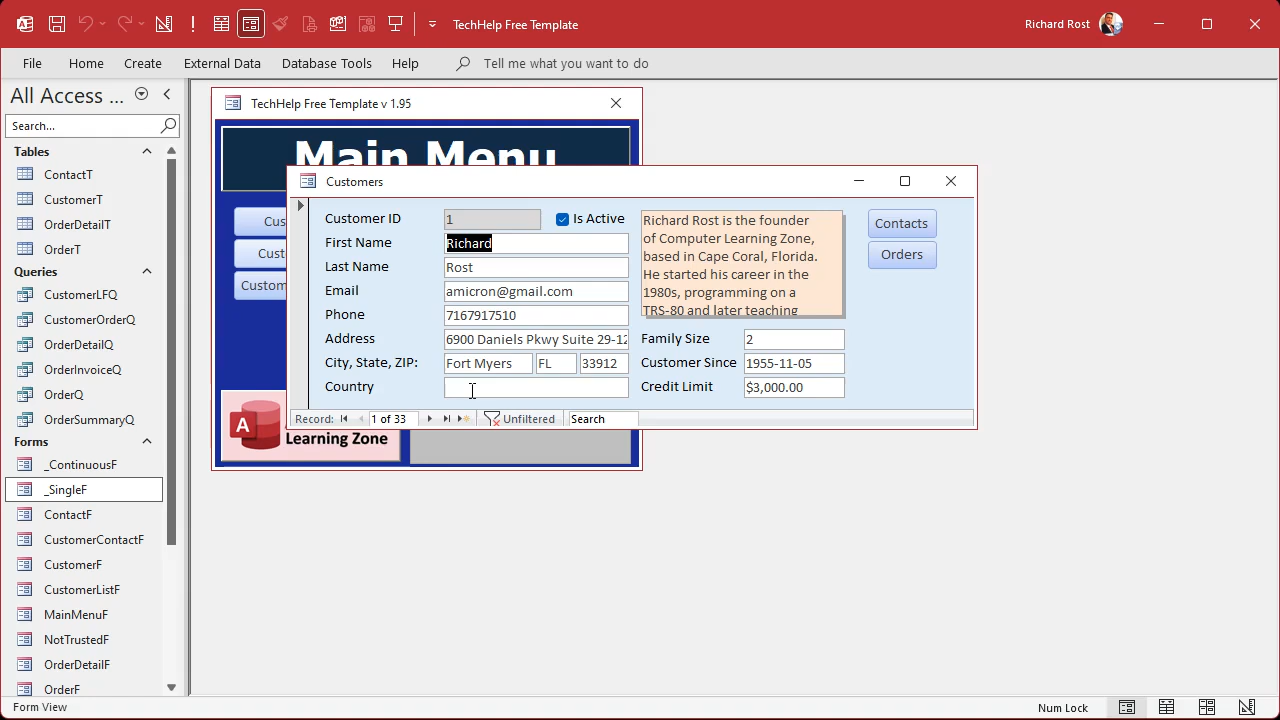 TechHelp Free Template
Richard Rost
File
Home
Create
External Data
Database Tools
Help
Tell me what you want to do
All Access ...
Search...
Tables
ContactT
CustomerT
OrderDetailT
OrderT
Queries
CustomerLFQ
CustomerOrderQ
OrderDetailQ
OrderInvoiceQ
OrderQ
OrderSummaryQ
Forms
_ContinuousF
_SingleF
ContactF
CustomerContactF
CustomerF
CustomerListF
MainMenuF
NotTrustedF
OrderDetailF
OrderF
TechHelp Free Template v 1.95
Main Menu
Cus
Cust
Custom
A
Learning Zone
Customers
Customer ID 1
Is Active
First Name Richard
Last Name Rost
Email amicron@gmail.com
Phone 7167917510
Address 6900 Daniels Pkwy Suite 29-12
City, State, ZIP: Fort Myers FL 33912
Country
Richard Rost is the founder
of Computer Learning Zone,
based in Cape Coral, Florida.
He started his career in the
1980s, programming on a
TRS-80 and later teaching
Family Size 2
Customer Since 1955-11-05
Credit Limit $3,000.00
Contacts
Orders
Record: 1 of 33 Unfiltered Search
Form View
Num Lock